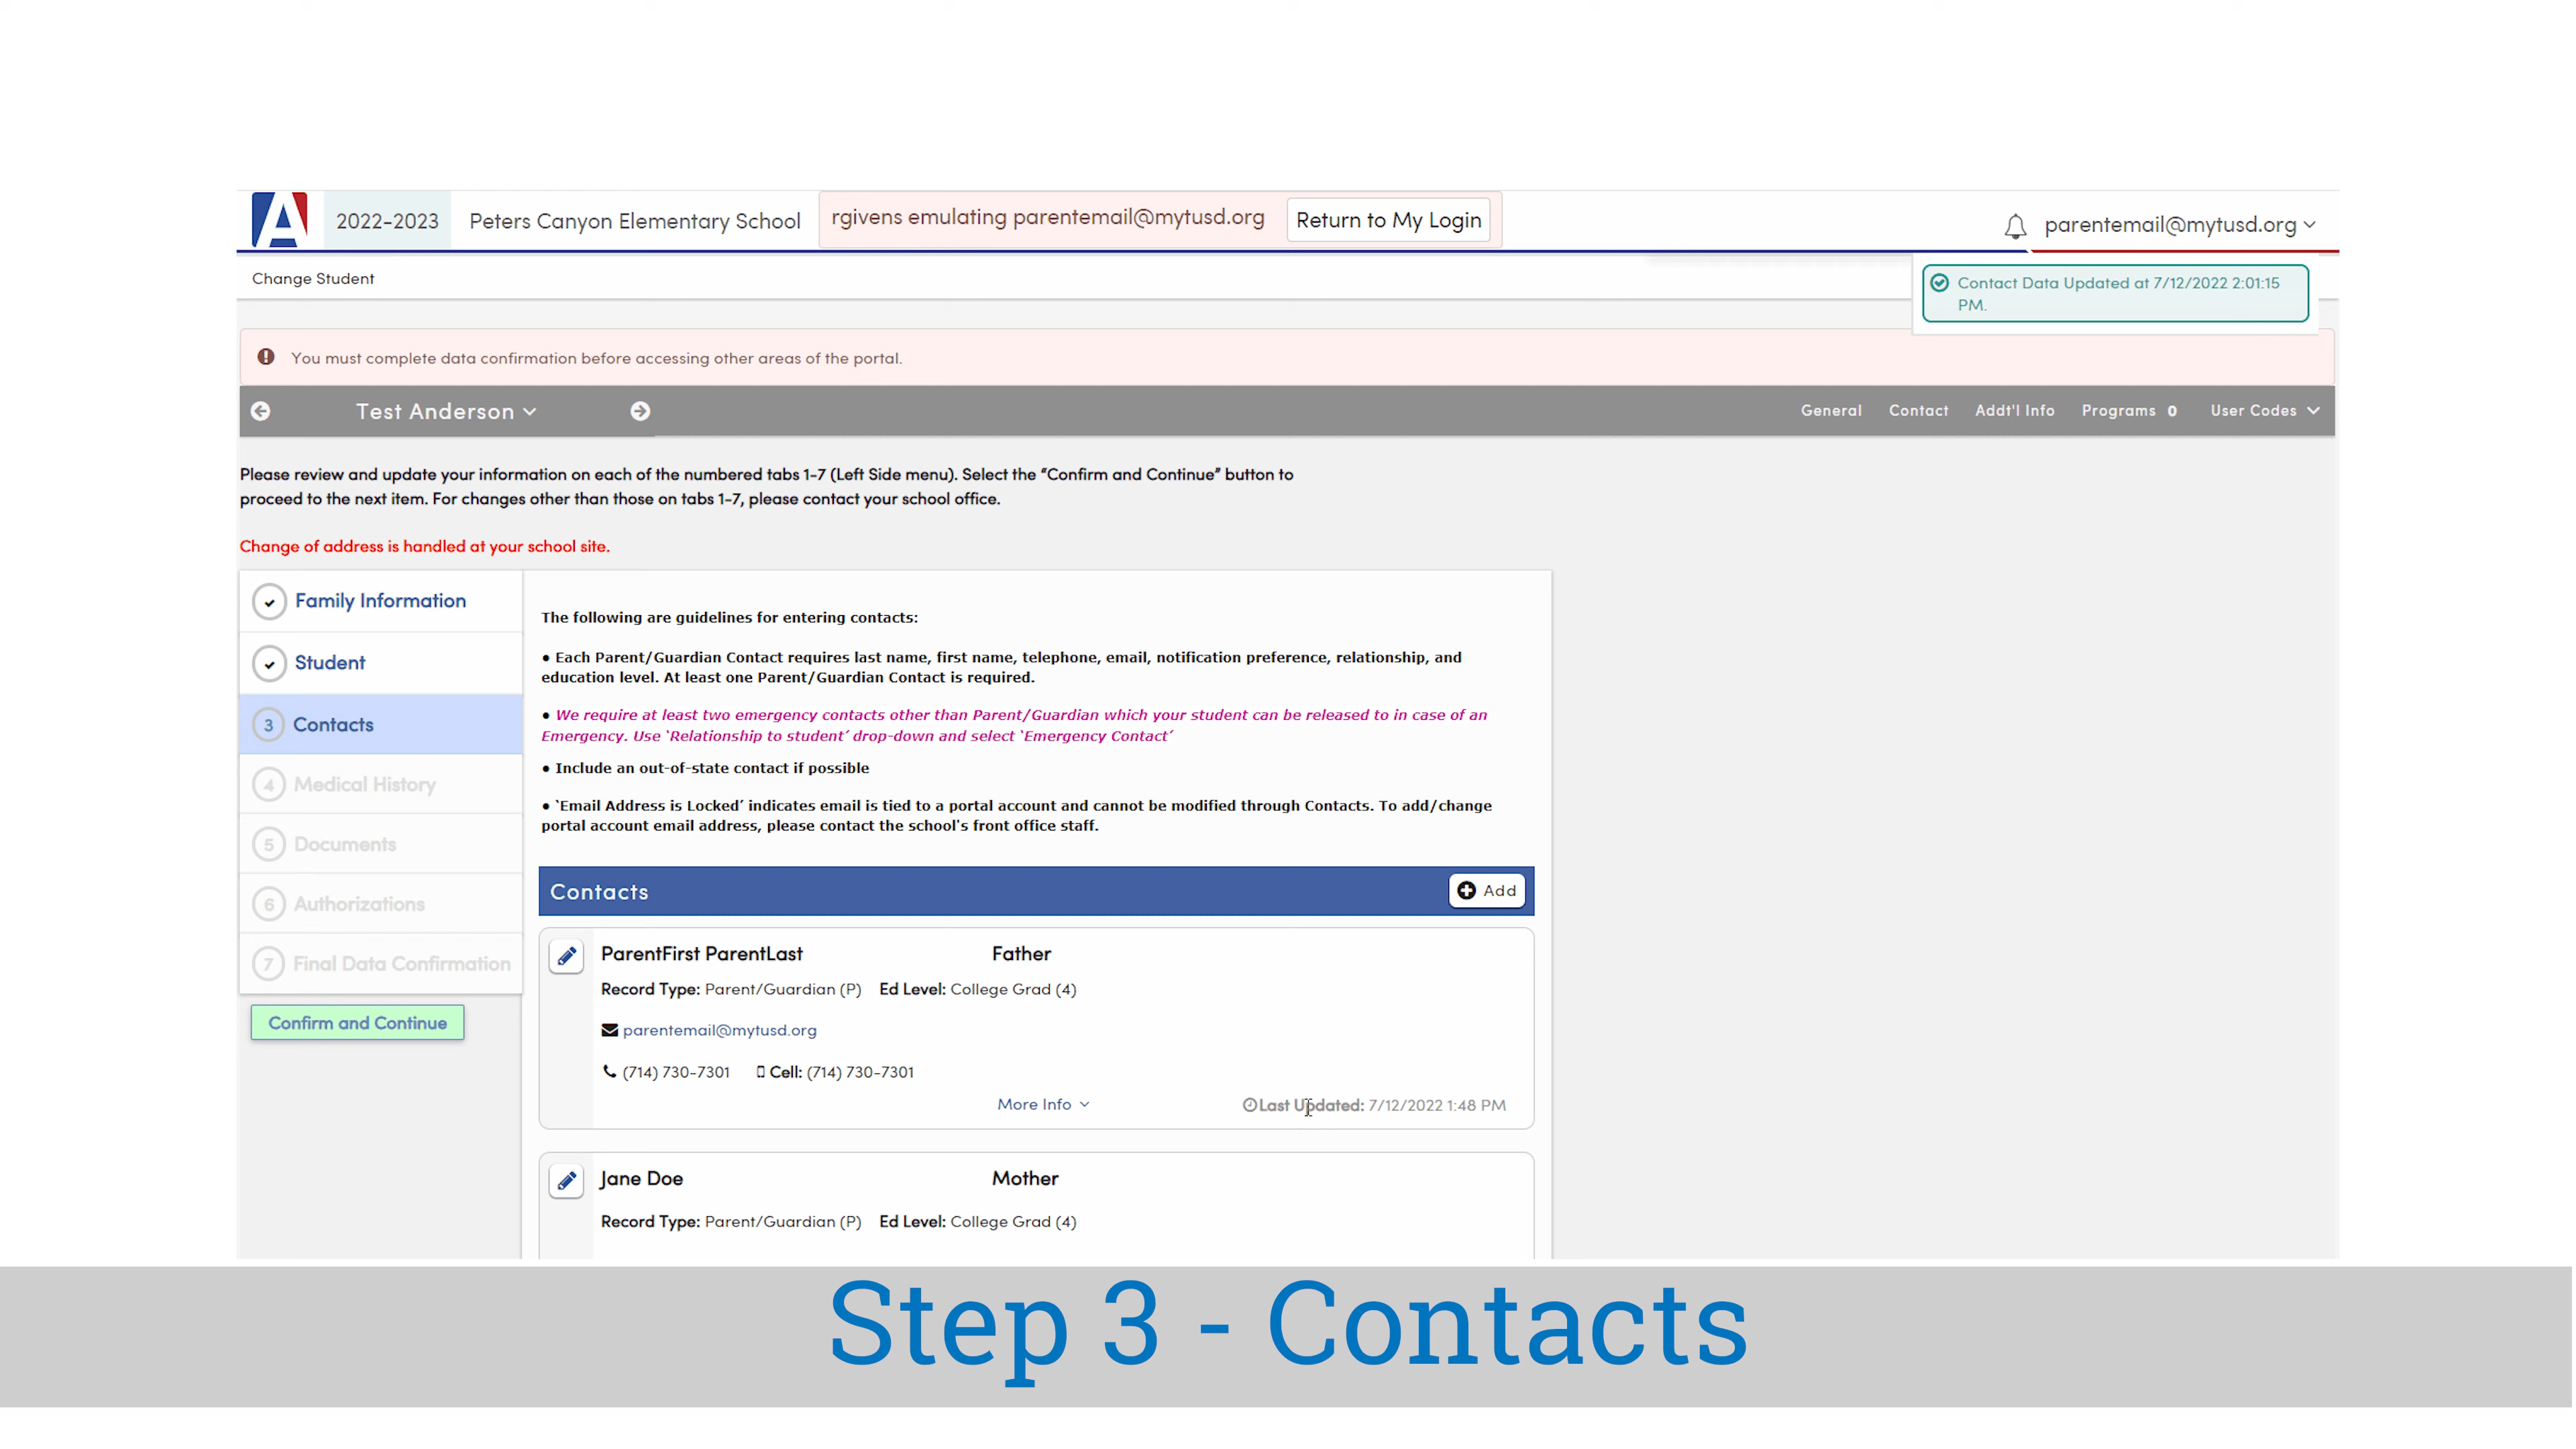 2022-2023 Peters Canyon Elementary School rgivens emulating parentemail@mytusd.org Return to My Login parentemail@mytusd.org
Change Student
Contact Data Updated at 7/12/2022 2:01:15
PM.
You must complete data confirmation before accessing other areas of the portal.
Test Anderson General Contact Addt'l Info Programs 0 User Codes
Please review and update your information on each of the numbered tabs 1-7 (Left Side menu). Select the "Confirm and Continue" button to
proceed to the next item. For changes other than those on tabs 1-7, please contact your school office.
Change of address is handled at your school site.
Family Information
Student
3 Contacts
4 Medical History
5 Documents
6 Authorizations
7 Final Data Confirmation
Confirm and Continue
The following are guidelines for entering contacts:
• Each Parent/Guardian Contact requires last name, first name, telephone, email, notification preference, relationship, and
education level. At least one Parent/Guardian Contact is required.
• We require at least two emergency contacts other than Parent/Guardian which your student can be released to in case of an
Emergency. Use 'Relationship to student' drop-down and select 'Emergency Contact'
• Include an out-of-state contact if possible
• 'Email Address is Locked' indicates email is tied to a portal account and cannot be modified through Contacts. To add/change
portal account email address, please contact the school's front office staff.
Contacts Add
ParentFirst ParentLast Father
Record Type: Parent/Guardian (P) Ed Level: College Grad (4)
parentemail@mytusd.org
(714) 730-7301 Cell: (714) 730-7301
More Info Last Updated: 7/12/2022 1:48 PM
Jane Doe Mother
Record Type: Parent/Guardian (P) Ed Level: College Grad (4)
Step 3 - Contacts